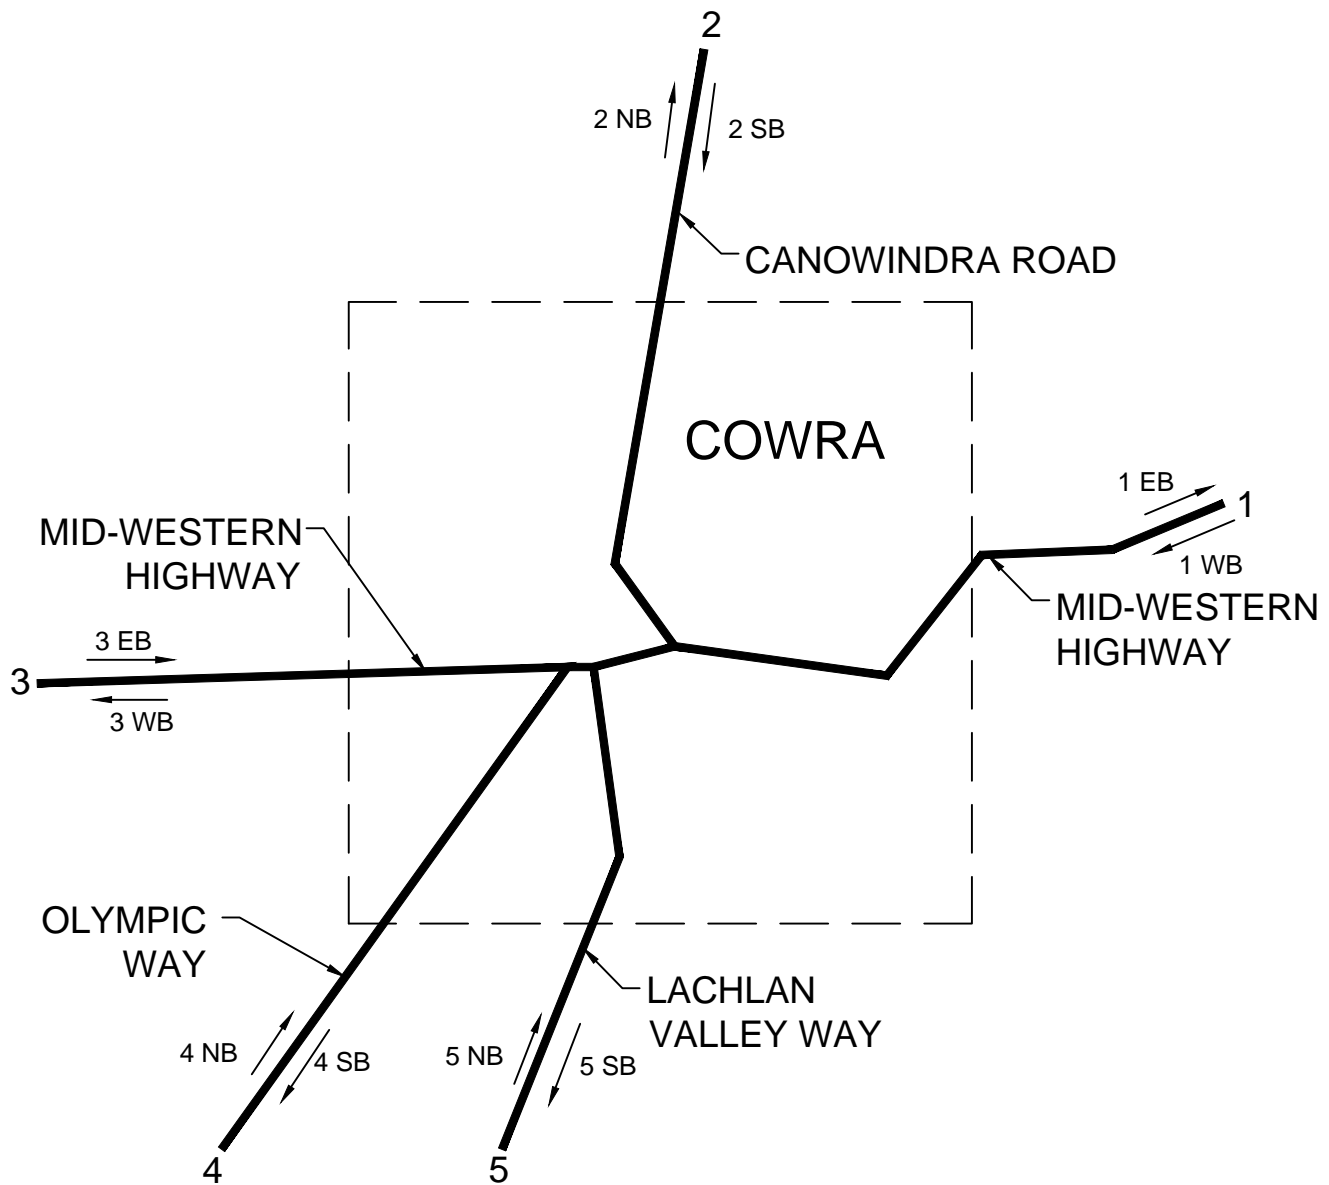 2
2 NB
2 SB
CANOWINDRA ROAD
COWRA
1 EB
1
1 WB
MID-WESTERN
HIGHWAY
MID-WESTERN
HIGHWAY
3 EB
3
3 WB
OLYMPIC
WAY
LACHLAN
VALLEY WAY
4 NB
4 SB
5 NB
5 SB
4
5